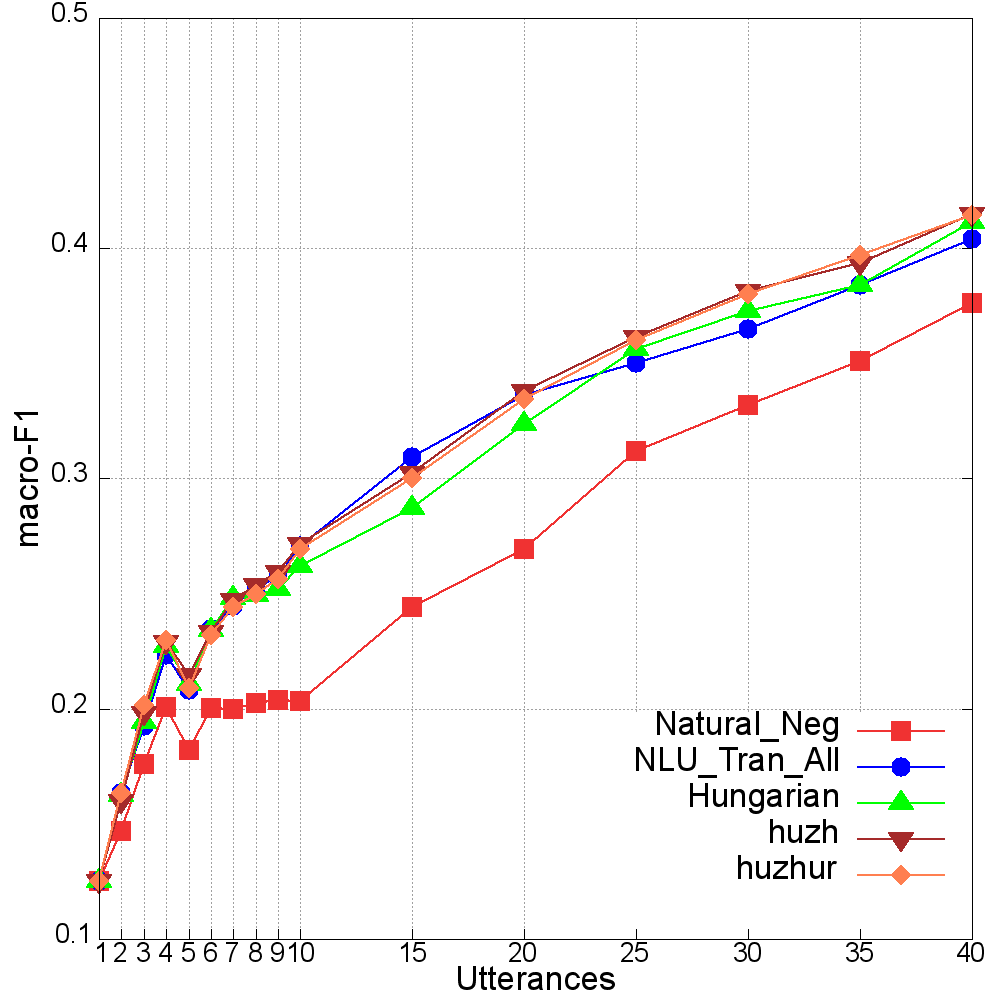 0.5
0.4
0.3
0.2
0.1
macro-F1
Natural_Neg
NLU_Tran_All
Hungarian
huzh
huzhur
1 2 3 4 5 6 7 8 9 10 15 20 25 30 35 40
Utterances